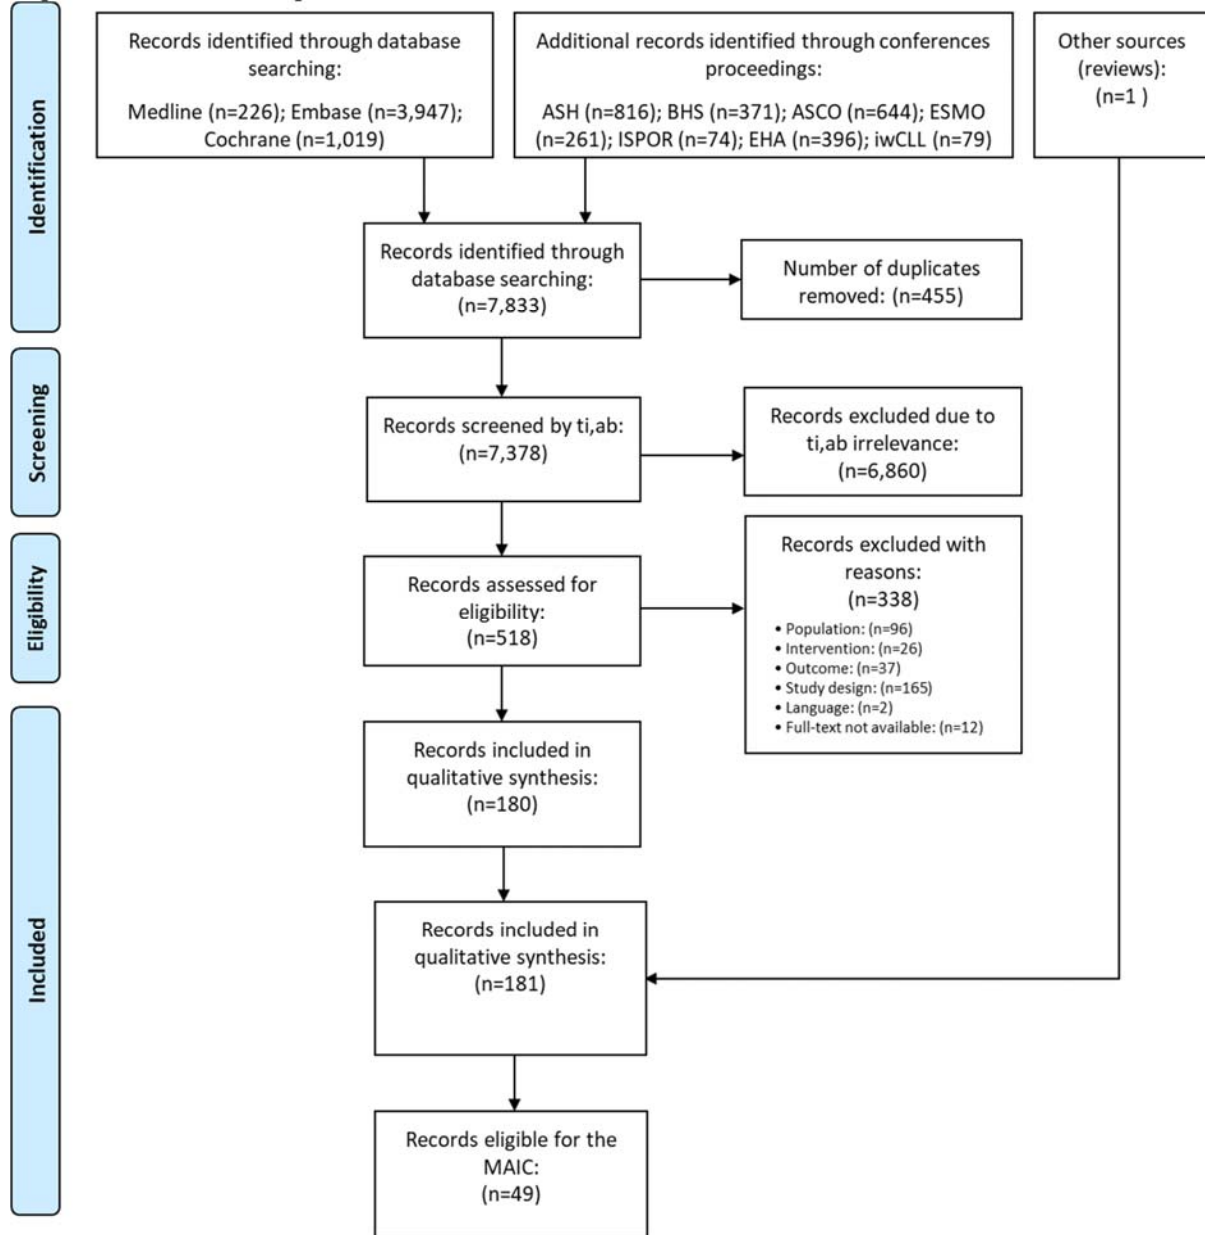 Records identified through database
searching:
Medline (n=226); Embase (n=3,947);
Cochrane (n=1,019)
Additional records identified through conferences
proceedings:
ASH (n=816); BHS (n=371); ASCO (n=644); ESMO
(n=261); ISPOR (n=74); EHA (n=396); iwCLL (n=79)
Other sources
(reviews):
(n=1 )
Identification
Records identified through
database searching:
(n=7,833)
Number of duplicates
removed: (n=455)
Screening
Records screened by ti,ab:
(n=7,378)
Records excluded due to
ti,ab irrelevance:
(n=6,860)
Eligibility
Records assessed for
eligibility:
(n=518)
Records excluded with
reasons:
(n=338)
• Population: (n=96)
• Intervention: (n=26)
• Outcome: (n=37)
• Study design: (n=165)
• Language: (n=2)
• Full-text not available: (n=12)
Included
Records included in
qualitative synthesis:
(n=180)
Records included in
qualitative synthesis:
(n=181)
Records eligible for the
MAIC:
(n=49)